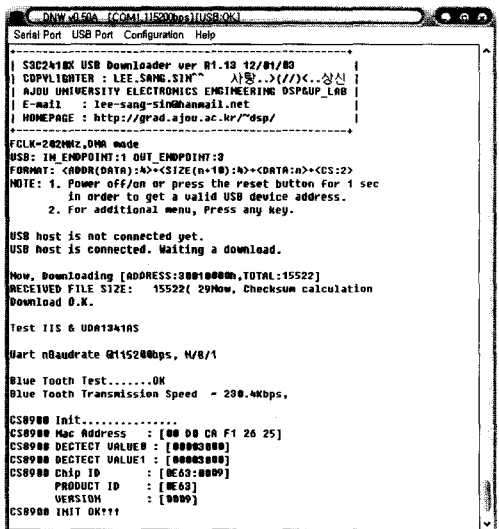 DNW v0.50A [COM1,115200bps][USB:OK]
Serial Port USB Port Configuration Help
+------------------------------------------------+
| S3C2410X USB Downloader ver R1.13 12/01/03 |
| COPYLIGHTER : LEE.SANG.SIN^^ 사랑..>(//)<..상신 |
| AJOU UNIVERSITY ELECTRONICS ENGINEERING DSP&UP_LAB |
| E-mail : lee-sang-sin@hanmail.net |
| HOMEPAGE : http://grad.ajou.ac.kr/~dsp/ |
+------------------------------------------------+
FCLK=202MHz,DMA mode
USB: IN_ENDPOINT:1 OUT_ENDPOINT:3
FORMAT: <ADDR(DATA):4>+<SIZE(n+10):4>+<DATA:n>+<CS:2>
NOTE: 1. Power off/on or press the reset button for 1 sec
in order to get a valid USB device address.
2. For additional menu, Press any key.
USB host is not connected yet.
USB host is connected. Waiting a download.
Now, Downloading [ADDRESS:30010000h,TOTAL:15522]
RECEIVED FILE SIZE: 15522( 29Now, Checksum calculation
Download O.K.
Test IIS & UDA1341AS
Uart nBaudrate @115200bps, N/8/1
Blue Tooth Test.......OK
Blue Tooth Transmission Speed - 230.4Kbps,
CS8900 Init...............
CS8900 Mac Address : [00 D0 CA F1 26 25]
CS8900 DECTECT VALUE0 : [00003000]
CS8900 DECTECT VALUE1 : [00003000]
CS8900 Chip ID : [0E63:0009]
PRODUCT ID : [0E63]
VERSION : [0009]
CS8900 INIT OK!!!